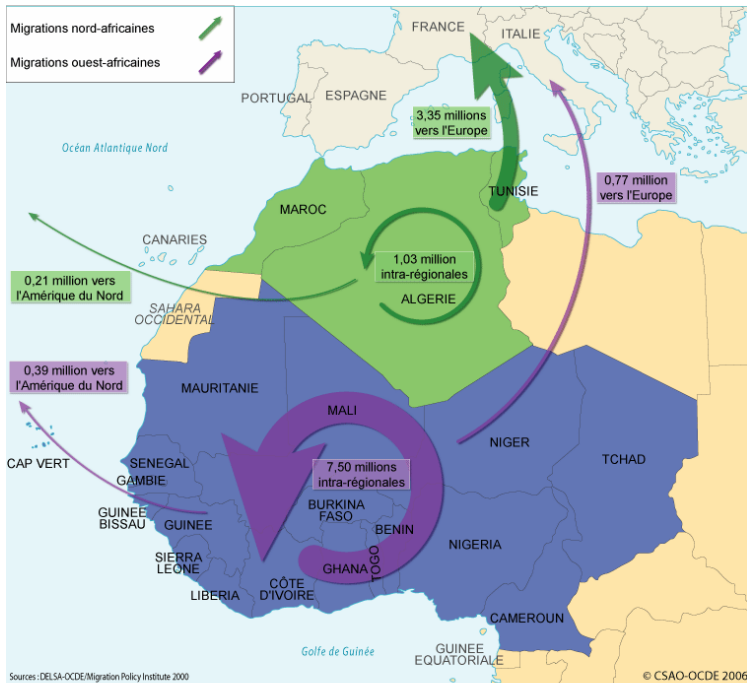 Migrations nord-africaines
Migrations ouest-africaines
FRANCE
ITALIE
PORTUGAL
ESPAGNE
3,35 millions
vers l'Europe
Océan Atlantique Nord
0,77 million
vers l'Europe
TUNISIE
MAROC
CANARIES
1,03 million
intra-régionales
0,21 million vers
l'Amérique du Nord
ALGERIE
SAHARA
OCCIDENTAL
0,39 million vers
l'Amérique du Nord
MAURITANIE
MALI
NIGER
TCHAD
CAP VERT
SENEGAL
GAMBIE
7,50 millions
intra-régionales
GUINEE
BISSAU
GUINEE
BURKINA
FASO
BENIN
NIGERIA
SIERRA
LEONE
GHANA
TOGO
LIBERIA
CÔTE
D'IVOIRE
CAMEROUN
Golfe de Guinée
GUINEE
EQUATORIALE
Sources : DELSA-OCDE/Migration Policy Institute 2000
© CSAO-OCDE 2006